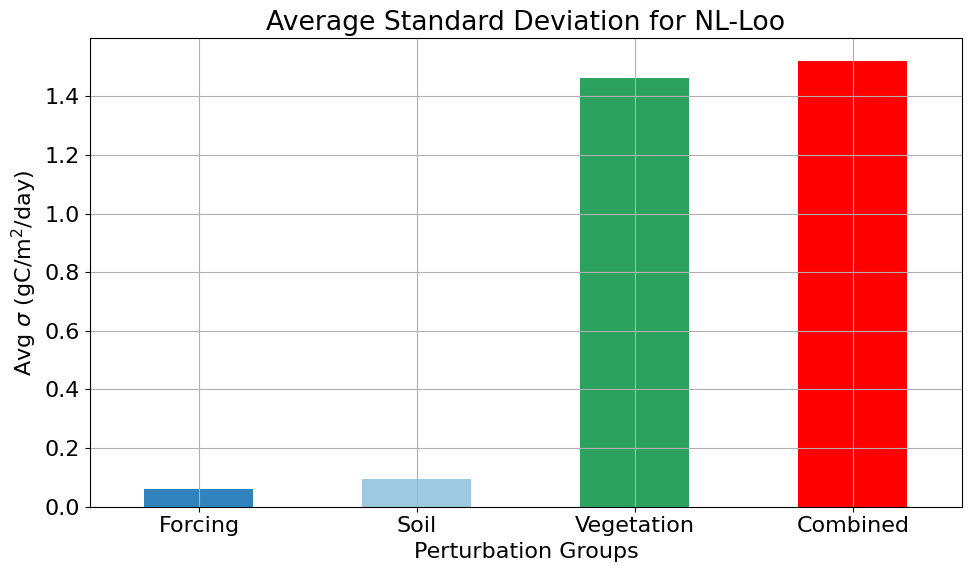 Average Standard Deviation for NL-Loo
Avg σ (gC/m²/day)
1.4
1.2
1.0
0.8
0.6
0.4
0.2
0.0
Forcing Soil Vegetation Combined
Perturbation Groups